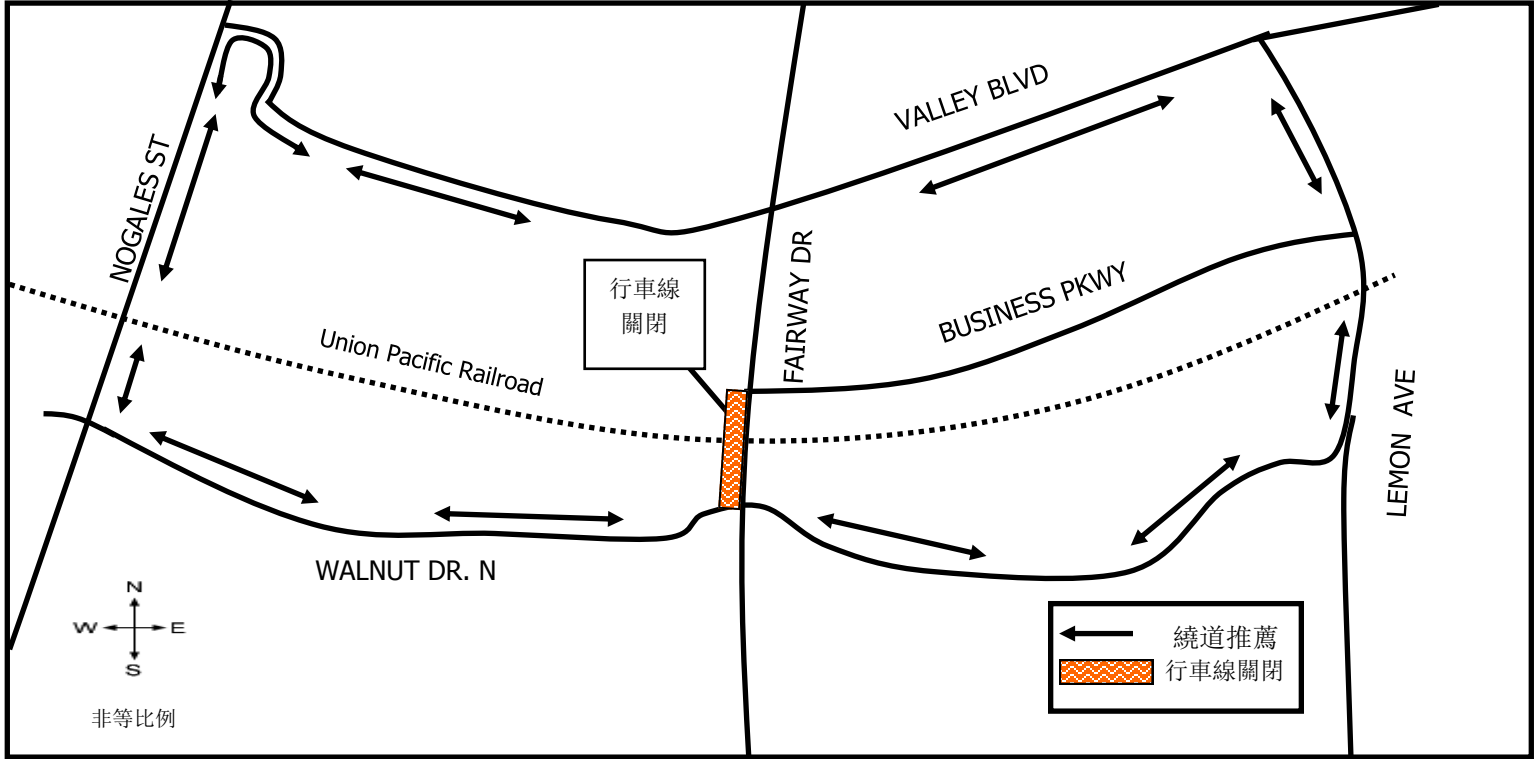 VALLEY BLVD
NOGALES ST
FAIRWAY DR
行車線
關閉
BUSINESS PKWY
Union Pacific Railroad
LEMON AVE
WALNUT DR. N
N
W E
S
非等比例
繞道推薦
行車線關閉